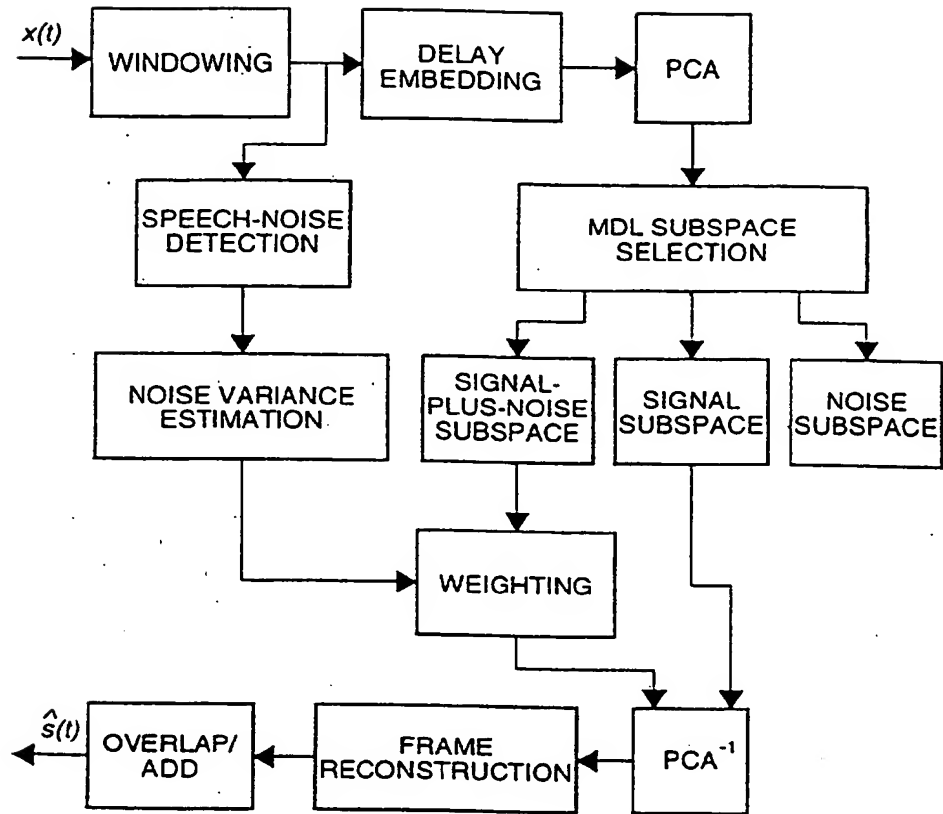 x(t)
WINDOWING
DELAY
EMBEDDING
PCA
SPEECH-NOISE
DETECTION
MDL SUBSPACE
SELECTION
NOISE VARIANCE
ESTIMATION
SIGNAL-
PLUS-NOISE
SUBSPACE
SIGNAL
SUBSPACE
NOISE
SUBSPACE
WEIGHTING
ŝ(t)
OVERLAP/
ADD
FRAME
RECONSTRUCTION
PCA⁻¹